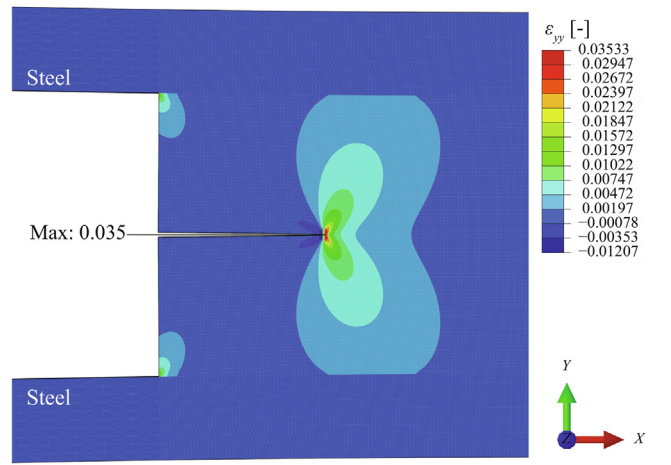 ε_yy [-]
0.03533
0.02947
0.02672
0.02397
0.02122
0.01847
0.01572
0.01297
0.01022
0.00747
0.00472
0.00197
−0.00078
−0.00353
−0.01207
Steel
Max: 0.035
Steel
Y
Z
X